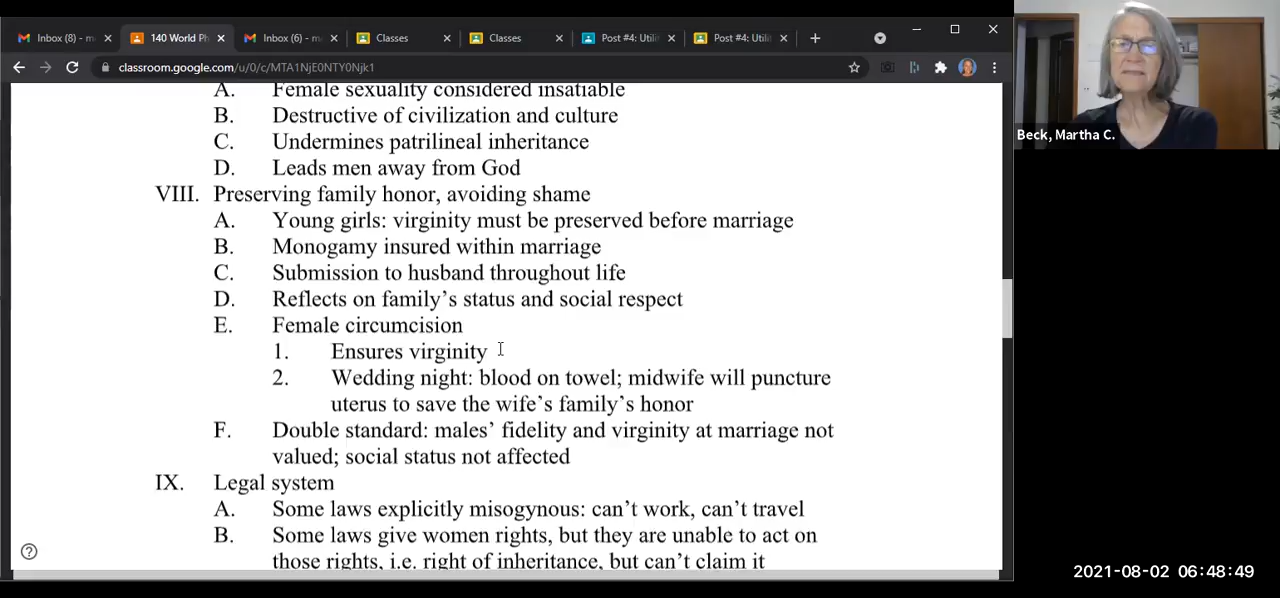 Inbox (8) - m
140 World Ph
Inbox (6) - m
Classes
Classes
Post #4: Utili
Post #4: Utili
classroom.google.com/u/0/c/MTA1NjE0NTY0Njk1
A. Female sexuality considered insatiable
B. Destructive of civilization and culture
C. Undermines patrilineal inheritance
D. Leads men away from God
VIII. Preserving family honor, avoiding shame
A. Young girls: virginity must be preserved before marriage
B. Monogamy insured within marriage
C. Submission to husband throughout life
D. Reflects on family’s status and social respect
E. Female circumcision
1. Ensures virginity
2. Wedding night: blood on towel; midwife will puncture
uterus to save the wife’s family’s honor
F. Double standard: males’ fidelity and virginity at marriage not
valued; social status not affected
IX. Legal system
A. Some laws explicitly misogynous: can’t work, can’t travel
B. Some laws give women rights, but they are unable to act on
those rights, i.e. right of inheritance, but can’t claim it
Beck, Martha C.
2021-08-02 06:48:49